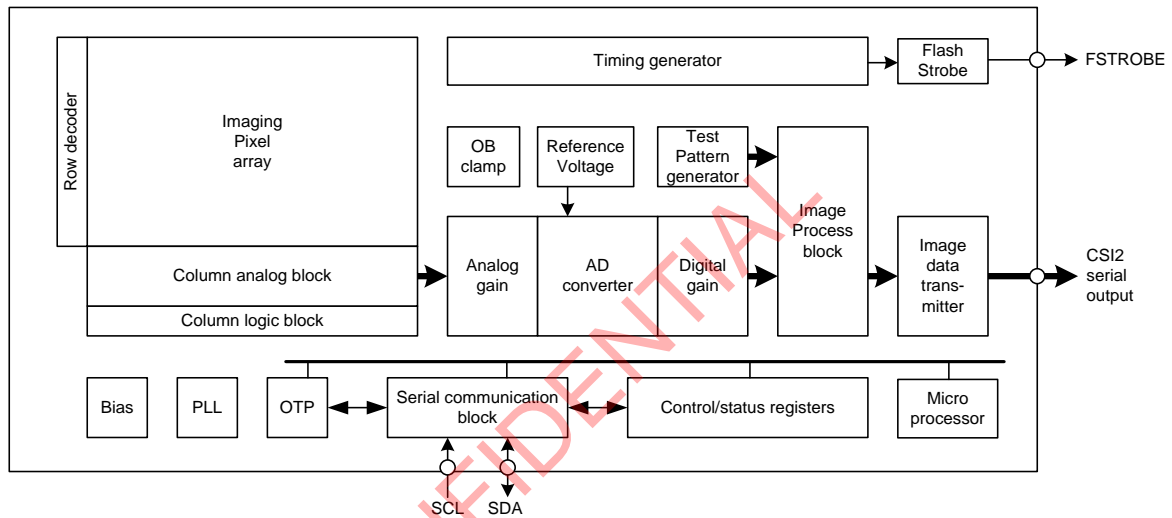 Row decoder
Imaging
Pixel
array
Column analog block
Column logic block
Timing generator
Flash
Strobe
FSTROBE
OB
clamp
Reference
Voltage
Test
Pattern
generator
Image
Process
block
Analog
gain
AD
converter
Digital
gain
Image
data
trans-
mitter
CSI2
serial
output
Bias
PLL
OTP
Serial communication
block
Control/status registers
Micro
processor
SCL
SDA
NFIDENTIAL